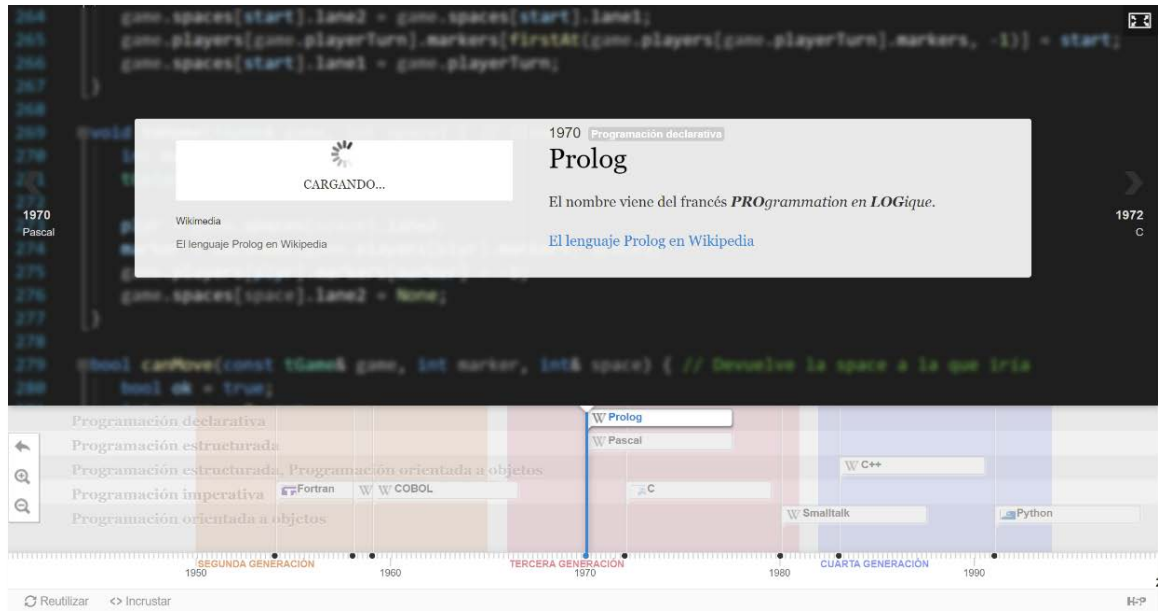 264
game.spaces[start].lane2 = game.spaces[start].lane1;
265
game.players[game.playerTurn].markers[firstAt(game.players[game.playerTurn].markers, -1)] = start;
266
game.spaces[start].lane1 = game.playerTurn;
267 }
268
269 void
270
271
272
1970
Pascal
274
275
276
game.spaces[space].lane2 = None;
277 }
278
279 bool canMove(const tGame& game, int marker, int& space) { // Devuelve la space a la que iría
280 bool ok = true;
CARGANDO...
Wikimedia
El lenguaje Prolog en Wikipedia
1970 Programación declarativa
Prolog
El nombre viene del francés PROgrammation en LOGique.
El lenguaje Prolog en Wikipedia
1972
C
Programación declarativa
Prolog
Programación estructurada
Pascal
Programación estructurada, Programación orientada a objetos
C++
Programación imperativa
Fortran
COBOL
C
Programación orientada a objetos
Smalltalk
Python
SEGUNDA GENERACIÓN
TERCERA GENERACIÓN
CUARTA GENERACIÓN
1950 1960 1970 1980 1990
Reutilizar <> Incrustar
H5P